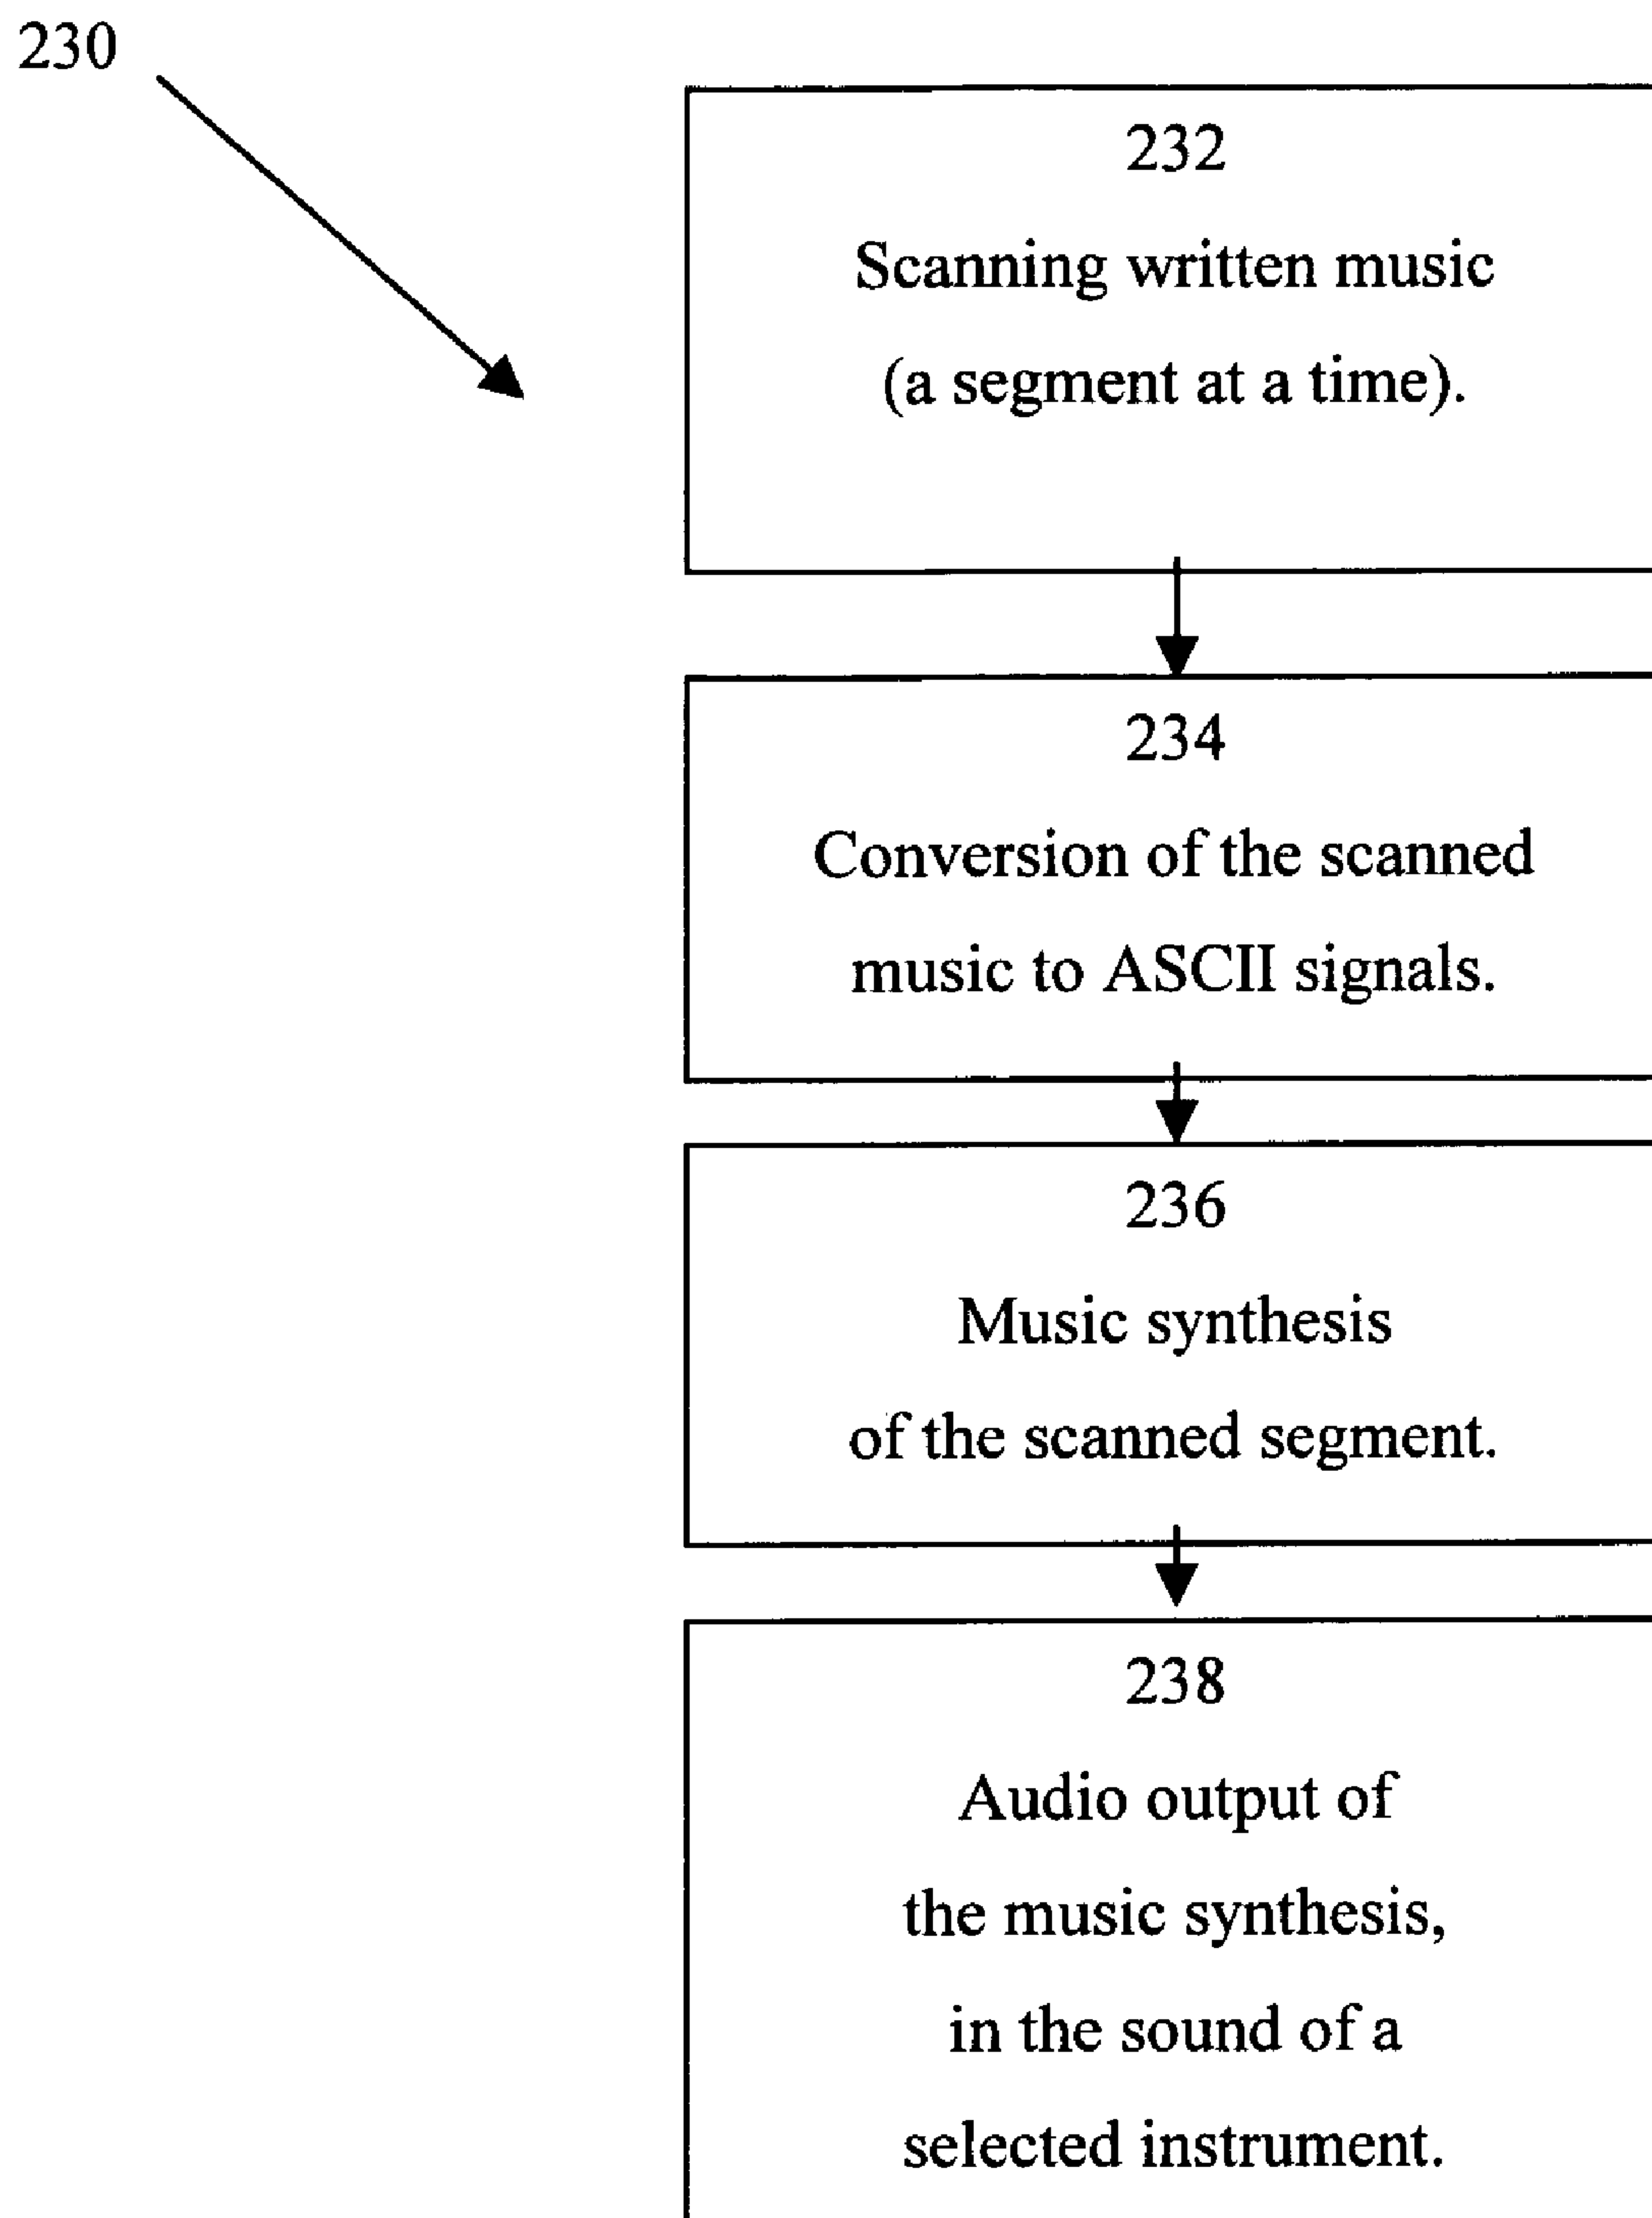 230
232
Scanning written music
(a segment at a time).
234
Conversion of the scanned
music to ASCII signals.
236
Music synthesis
of the scanned segment.
238
Audio output of
the music synthesis,
in the sound of a
selected instrument.